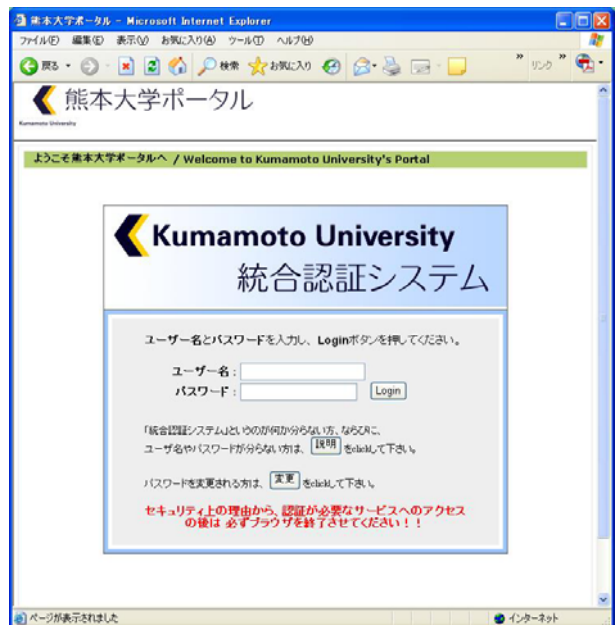 熊本大学ポータル - Microsoft Internet Explorer
ファイル(F) 編集(E) 表示(V) お気に入り(A) ツール(T) ヘルプ(H)
戻る 検索 お気に入り » リンク »
熊本大学ポータル
Kumamoto University
ようこそ熊本大学ポータルへ / Welcome to Kumamoto University's Portal
Kumamoto University
統合認証システム
ユーザー名とパスワードを入力し、Loginボタンを押してください。
ユーザー名:
パスワード: Login
「統合認証システム」というのが何か分らない方、ならびに、
ユーザ名やパスワードが分らない方は、 説明 をclickして下さい。
パスワードを変更される方は、 変更 をclickして下さい。
セキュリティ上の理由から、認証が必要なサービスへのアクセス
の後は 必ずブラウザを終了させてください！！
ページが表示されました インターネット